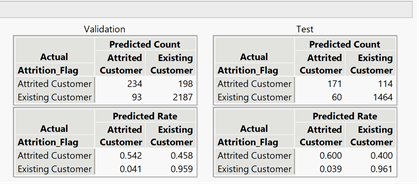 Validation
Predicted Count
Actual Attrited Existing
Attrition_Flag Customer Customer
Attrited Customer 234 198
Existing Customer 93 2187
Predicted Rate
Actual Attrited Existing
Attrition_Flag Customer Customer
Attrited Customer 0.542 0.458
Existing Customer 0.041 0.959
Test
Predicted Count
Actual Attrited Existing
Attrition_Flag Customer Customer
Attrited Customer 171 114
Existing Customer 60 1464
Predicted Rate
Actual Attrited Existing
Attrition_Flag Customer Customer
Attrited Customer 0.600 0.400
Existing Customer 0.039 0.961